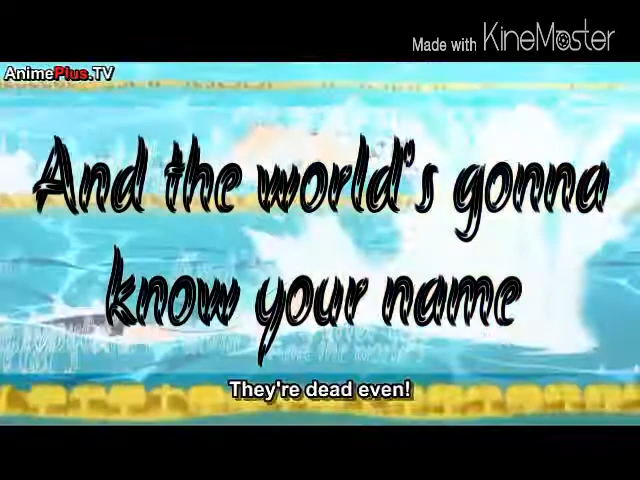 Made with KineMaster
AnimePlus.TV
And the world's gonna
know your name
They're dead even!